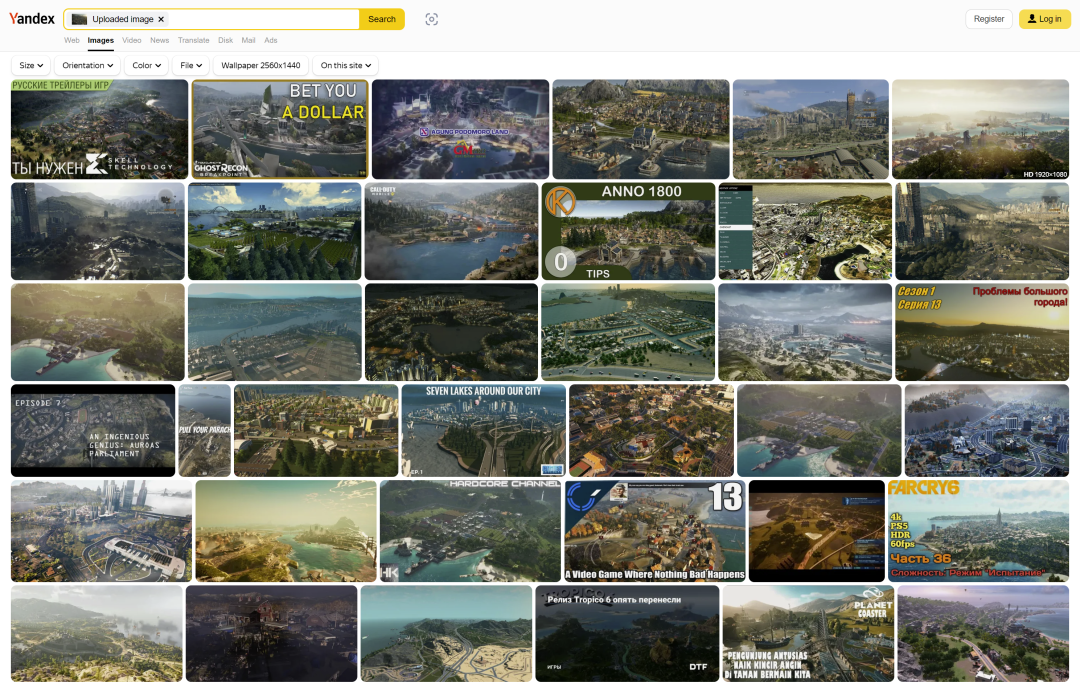 Yandex
Uploaded image
Search
Register
Log in
Web
Images
Video
News
Translate
Disk
Mail
Ads
Size
Orientation
Color
File
Wallpaper 2560x1440
On this site
РУССКИЕ ТРЕЙЛЕРЫ ИГР
ТЫ НУЖЕН
SKELL
TECHNOLOGY
BET YOU
A DOLLAR
GHOST RECON
BREAKPOINT
AGUNG PODOMORO LAND
HD 1920×1080
CALL OF DUTY
ANNO 1800
0
TIPS
Сезон 1
Серия 13
Проблемы большого
города!
EPISODE 7
AN INGENIOUS
GENIUS: AUROAS
PARLIAMENT
PULL YOUR PARACH
SEVEN LAKES AROUND OUR CITY
EP. 1
HARDCORE CHANNEL
HK
13
A Video Game Where Nothing Bad Happens
FARCRY6
4k
PS5
HDR
60fps
Часть 36
Сложность: Режим "Испытание"
TROPICO
Релиз Tropico 6 опять перенесли
ИГРЫ
DTF
PLANET
COASTER
PENGUNJUNG ANTUSIAS
NAIK KINCIR ANGIN
DI TAMAN BERMAIN KITA